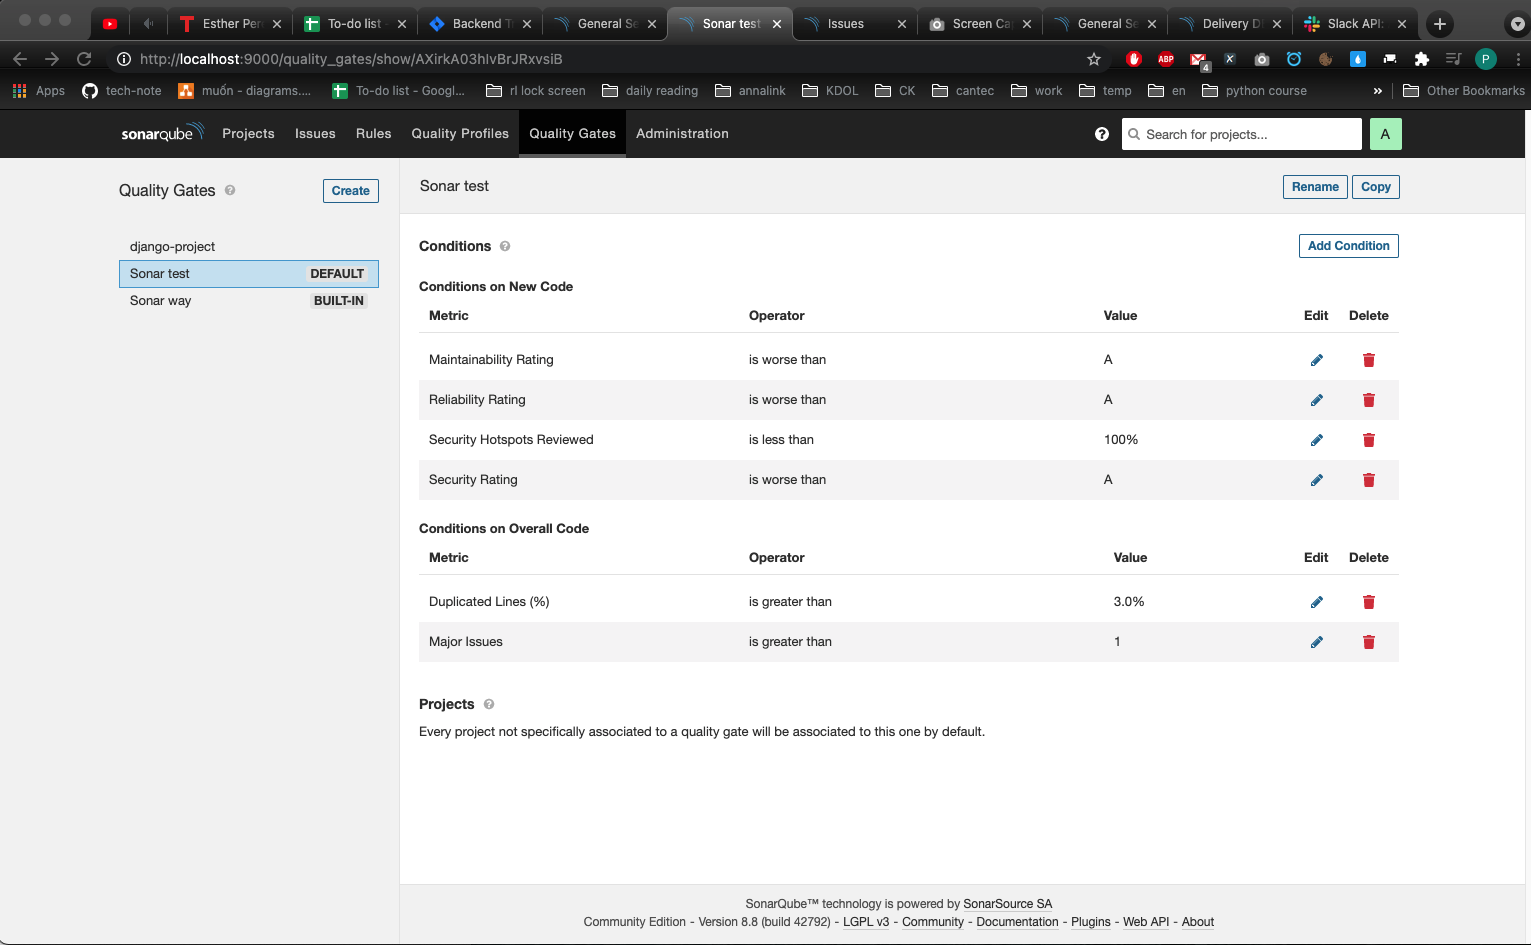 Esther Per
To-do list -
Backend T
General Se
Sonar test
Issues
Screen Ca
General Se
Delivery D
Slack API:
http://localhost:9000/quality_gates/show/AXirkA03hlvBrJRxvsiB
ABP
4
P
Apps
tech-note
muốn - diagrams....
To-do list - Googl...
rl lock screen
daily reading
annalink
KDOL
CK
cantec
work
temp
en
python course
»
Other Bookmarks
sonarqube
Projects
Issues
Rules
Quality Profiles
Quality Gates
Administration
?
Search for projects...
A
Quality Gates ?
Create
django-project
Sonar test DEFAULT
Sonar way BUILT-IN
Sonar test
Rename
Copy
Conditions ?
Add Condition
Conditions on New Code
Metric Operator Value Edit Delete
Maintainability Rating is worse than A
Reliability Rating is worse than A
Security Hotspots Reviewed is less than 100%
Security Rating is worse than A
Conditions on Overall Code
Metric Operator Value Edit Delete
Duplicated Lines (%) is greater than 3.0%
Major Issues is greater than 1
Projects ?
Every project not specifically associated to a quality gate will be associated to this one by default.
SonarQube™ technology is powered by SonarSource SA
Community Edition - Version 8.8 (build 42792) - LGPL v3 - Community - Documentation - Plugins - Web API - About